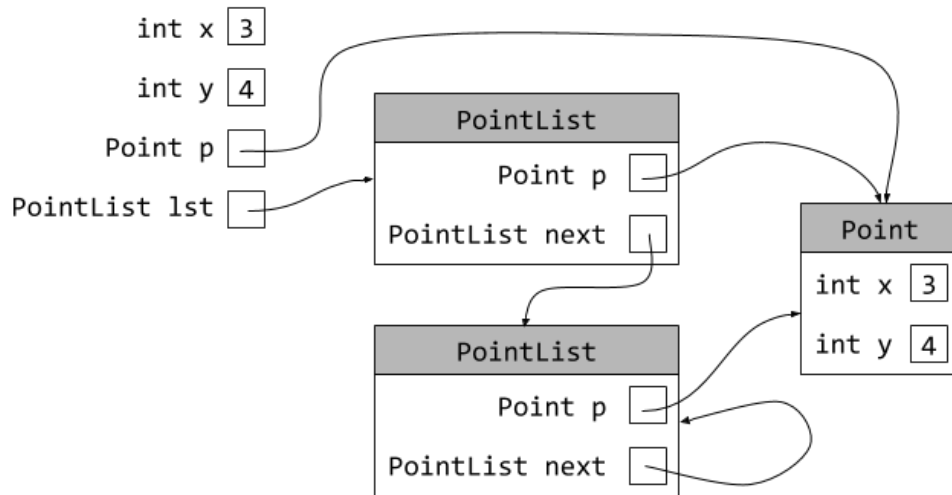 int x 3
int y 4
Point p
PointList lst
PointList
Point p
PointList next
Point
int x 3
int y 4
PointList
Point p
PointList next